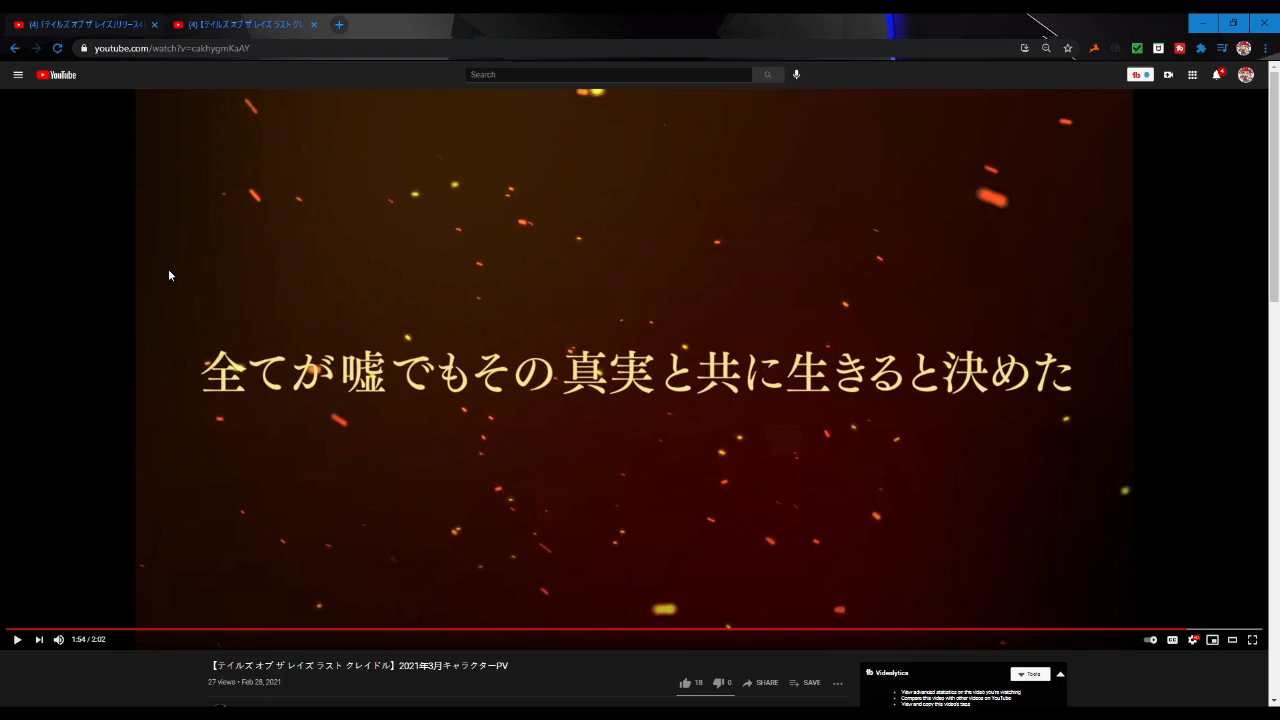 (4)「テイルズ オブ ザ レイズ」リリース4
(4)【テイルズ オブ ザ レイズ ラスト クレ
youtube.com/watch?v=cakhygmKaAY
YouTube
Search
4
全てが嘘でもその真実と共に生きると決めた
1:54 / 2:02
【テイルズ オブ ザ レイズ ラスト クレイドル】2021年3月キャラクターPV
27 views • Feb 28, 2021
18
0
SHARE
SAVE
Videolytics
Tools
View advanced statistics on the video you're watching
Compare this video with other videos on YouTube
View and copy this video's tags